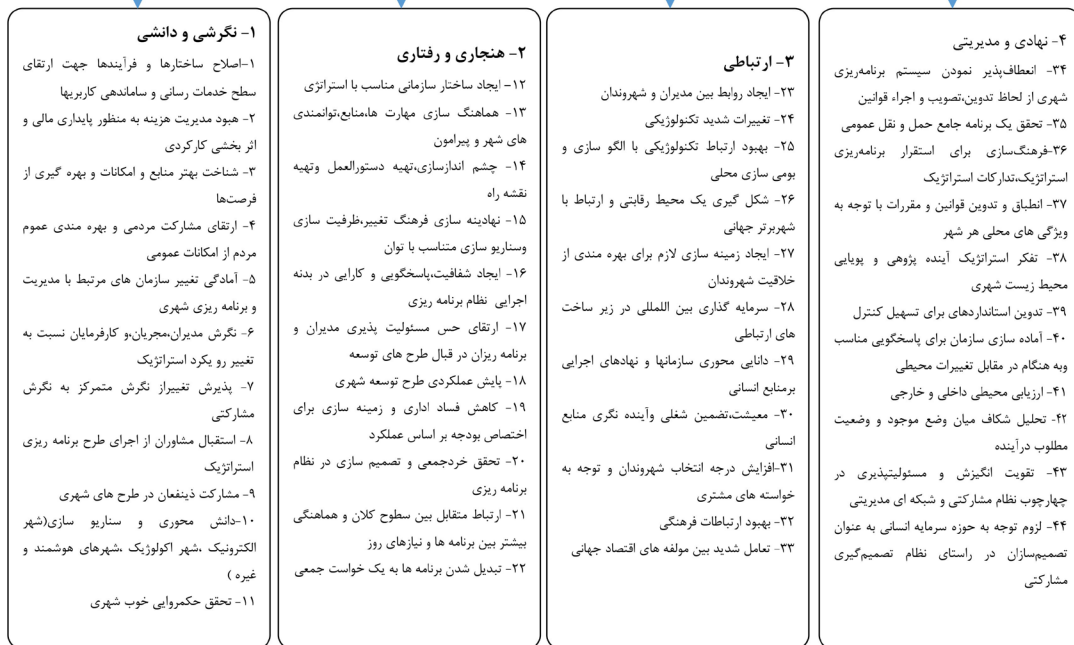 ۱- نگرشی و دانشی
۱-اصلاح ساختارها و فرآیندها جهت ارتقای
سطح خدمات رسانی و ساماندهی کاربریها
۲- هبود مدیریت هزینه به منظور پایداری مالی و
اثر بخشی کارکردی
۳- شناخت بهتر منابع و امکانات و بهره گیری از
فرصت‌ها
۴- ارتقای مشارکت مردمی و بهره مندی عموم
مردم از امکانات عمومی
۵- آمادگی تغییر سازمان های مرتبط با مدیریت
و برنامه ریزی شهری
۶- نگرش مدیران،مجریان،و کارفرمایان نسبت به
تغییر رو یکرد استراتژیک
۷- پذیرش تغییراز نگرش متمرکز به نگرش
مشارکتی
۸- استقبال مشاوران از اجرای طرح برنامه ریزی
استراتژیک
۹- مشارکت ذینفعان در طرح های شهری
۱۰-دانش محوری و سناریو سازی(شهر
الکترونیک ،شهر اکولوژیک ،شهرهای هوشمند و
غیره )
۱۱- تحقق حکمروایی خوب شهری
۲- هنجاری و رفتاری
۱۲- ایجاد ساختار سازمانی مناسب با استراتژی
۱۳- هماهنگ سازی مهارت ها،منابع،توانمندی
های شهر و پیرامون
۱۴- چشم اندازسازی،تهیه دستورالعمل وتهیه
نقشه راه
۱۵- نهادینه سازی فرهنگ تغییر،ظرفیت سازی
وسناریو سازی متناسب با توان
۱۶- ایجاد شفافیت،پاسخگویی و کارایی در بدنه
اجرایی نظام برنامه ریزی
۱۷- ارتقای حس مسئولیت پذیری مدیران و
برنامه ریزان در قبال طرح های توسعه
۱۸- پایش عملکردی طرح توسعه شهری
۱۹- کاهش فساد اداری و زمینه سازی برای
اختصاص بودجه بر اساس عملکرد
۲۰- تحقق خردجمعی و تصمیم سازی در نظام
برنامه ریزی
۲۱- ارتباط متقابل بین سطوح کلان و هماهنگی
بیشتر بین برنامه ها و نیازهای روز
۲۲- تبدیل شدن برنامه ها به یک خواست جمعی
۳- ارتباطی
۲۳- ایجاد روابط بین مدیران و شهروندان
۲۴- تغییرات شدید تکنولوژیکی
۲۵- بهبود ارتباط تکنولوژیکی با الگو سازی و
بومی سازی محلی
۲۶- شکل گیری یک محیط رقابتی و ارتباط با
شهربرتر جهانی
۲۷- ایجاد زمینه سازی لازم برای بهره مندی از
خلاقیت شهروندان
۲۸- سرمایه گذاری بین اللمللی در زیر ساخت
های ارتباطی
۲۹- دانایی محوری سازمانها و نهادهای اجرایی
برمنابع انسانی
۳۰- معیشت،تضمین شغلی وآینده نگری منابع
انسانی
۳۱-افزایش درجه انتخاب شهروندان و توجه به
خواسته های مشتری
۳۲- بهبود ارتباطات فرهنگی
۳۳- تعامل شدید بین مولفه های اقتصاد جهانی
۴- نهادی و مدیریتی
۳۴- انعطاف‌پذیر نمودن سیستم برنامه‌ریزی
شهری از لحاظ تدوین،تصویب و اجراء قوانین
۳۵- تحقق یک برنامه جامع حمل و نقل عمومی
۳۶-فرهنگ‌سازی برای استقرار برنامه‌ریزی
استراتژیک،تدارکات استراتژیک
۳۷- انطباق و تدوین قوانین و مقررات با توجه به
ویژگی های محلی هر شهر
۳۸- تفکر استراتژیک آینده پژوهی و پویایی
محیط زیست شهری
۳۹- تدوین استانداردهای برای تسهیل کنترل
۴۰- آماده سازی سازمان برای پاسخگویی مناسب
وبه هنگام در مقابل تغییرات محیطی
۴۱- ارزیابی محیطی داخلی و خارجی
۴۲- تحلیل شکاف میان وضع موجود و وضعیت
مطلوب درآینده
۴۳- تقویت انگیزش و مسئولیتپذیری در
چهارچوب نظام مشارکتی و شبکه ای مدیریتی
۴۴- لزوم توجه به حوزه سرمایه انسانی به عنوان
تصمیم‌سازان در راستای نظام تصمیم‌گیری
مشارکتی